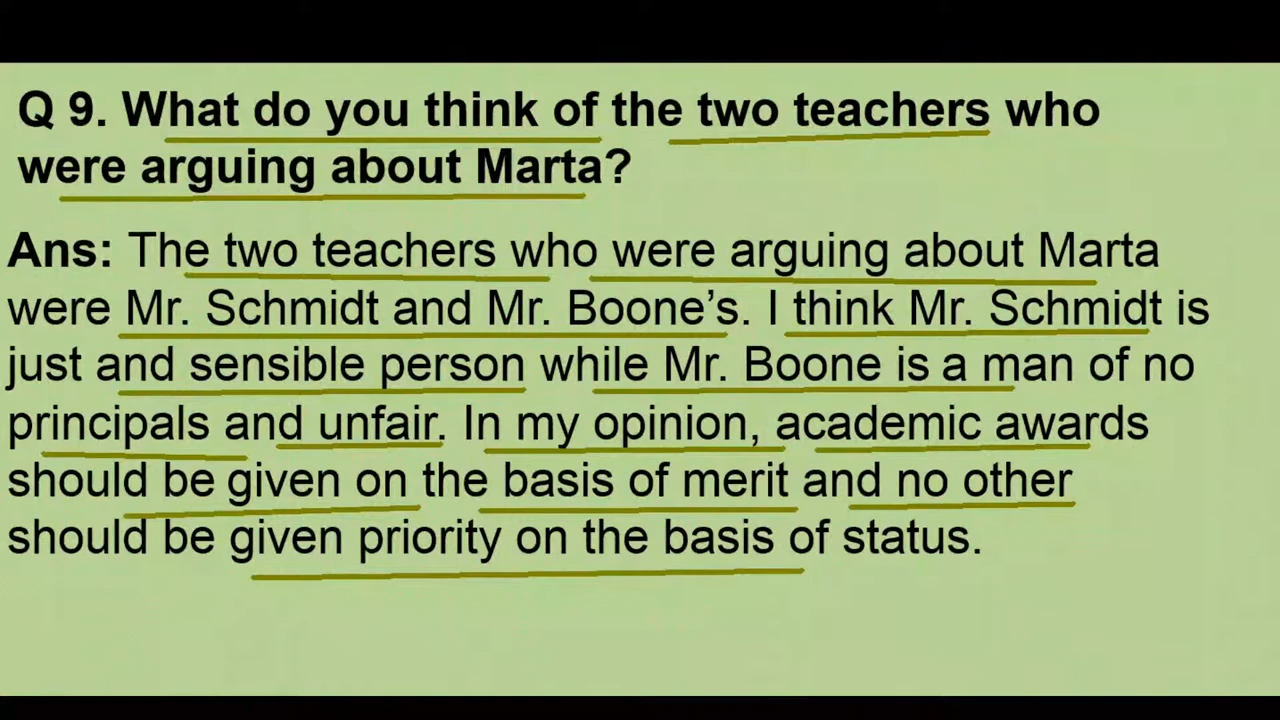 Q 9. What do you think of the two teachers who
were arguing about Marta?
Ans: The two teachers who were arguing about Marta
were Mr. Schmidt and Mr. Boone’s. I think Mr. Schmidt is
just and sensible person while Mr. Boone is a man of no
principals and unfair. In my opinion, academic awards
should be given on the basis of merit and no other
should be given priority on the basis of status.